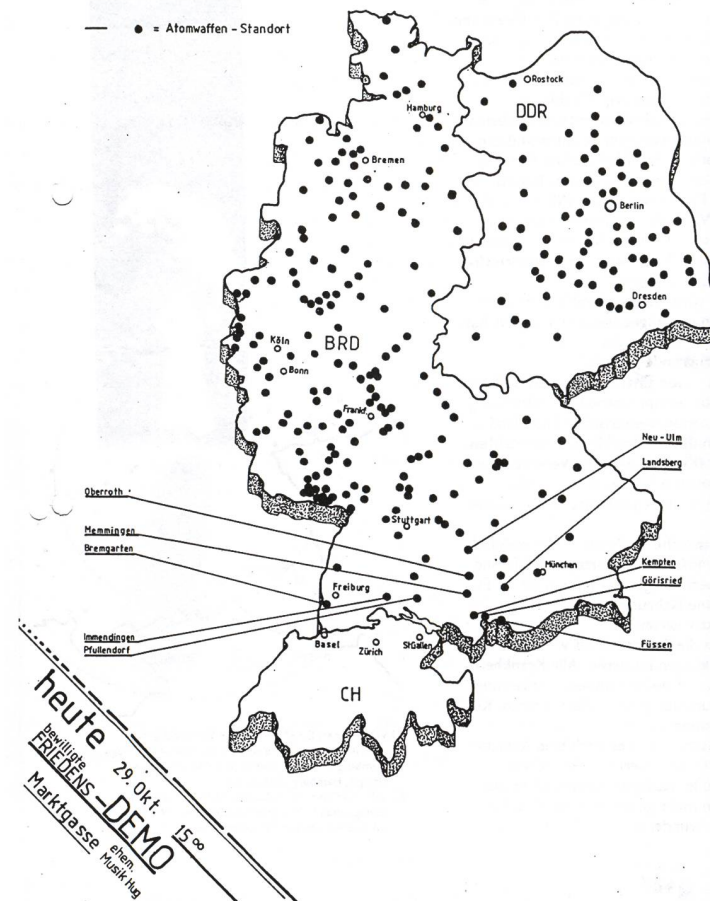 — ● = Atomwaffen - Standort
Rostock
DDR
Hamburg
Bremen
Berlin
Dresden
Köln
BRD
Bonn
Frankf.
Neu - Ulm
Landsberg
Oberroth
Stuttgart
Memmingen
Bremgarten
München
Kempten
Freiburg
Görisried
Immendingen
Pfullendorf
Basel
Zürich
St.Gallen
Füssen
CH
heute 29. Okt. 15⁰⁰
bewilligte
FRIEDENS-DEMO
Marktgasse ehem.
Musik Hug